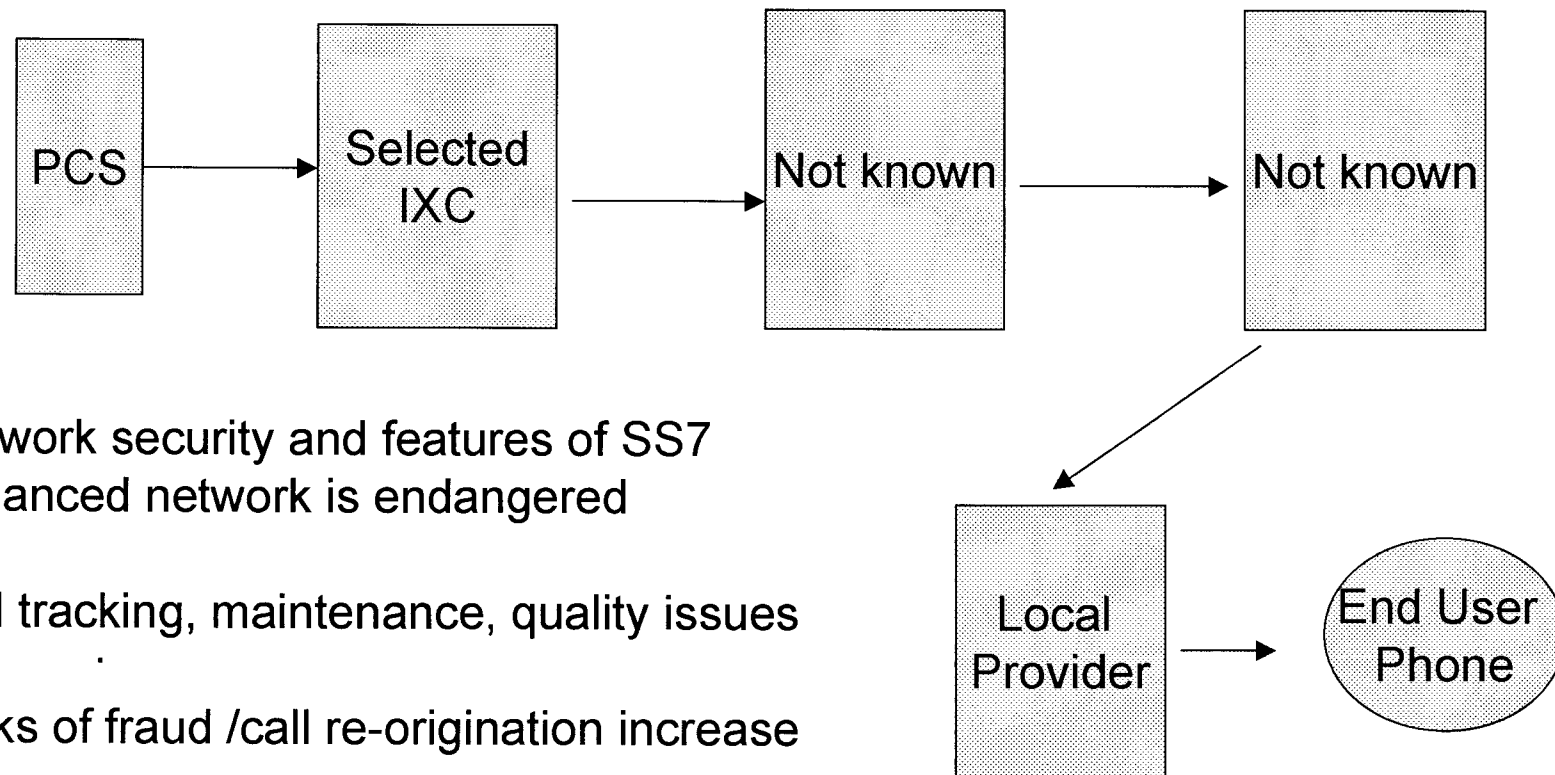 PCS
Selected
IXC
Not known
Not known
work security and features of SS7
anced network is endangered
tracking, maintenance, quality issues
ks of fraud /call re-origination increase
Local
Provider
End User
Phone